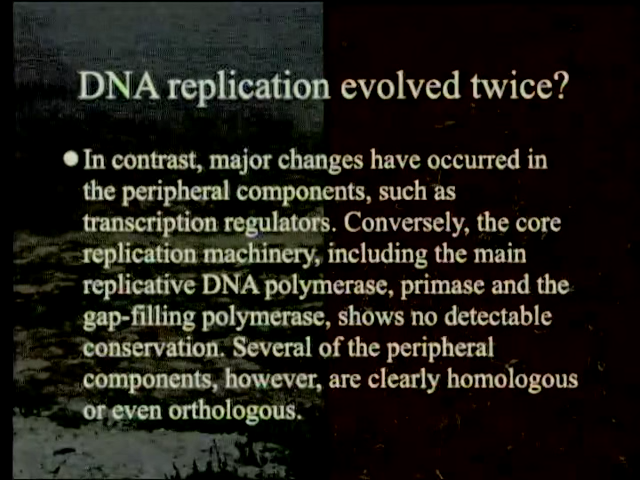 DNA replication evolved twice?
In contrast, major changes have occurred in
the peripheral components, such as
transcription regulators. Conversely, the core
replication machinery, including the main
replicative DNA polymerase, primase and the
gap-filling polymerase, shows no detectable
conservation. Several of the peripheral
components, however, are clearly homologous
or even orthologous.